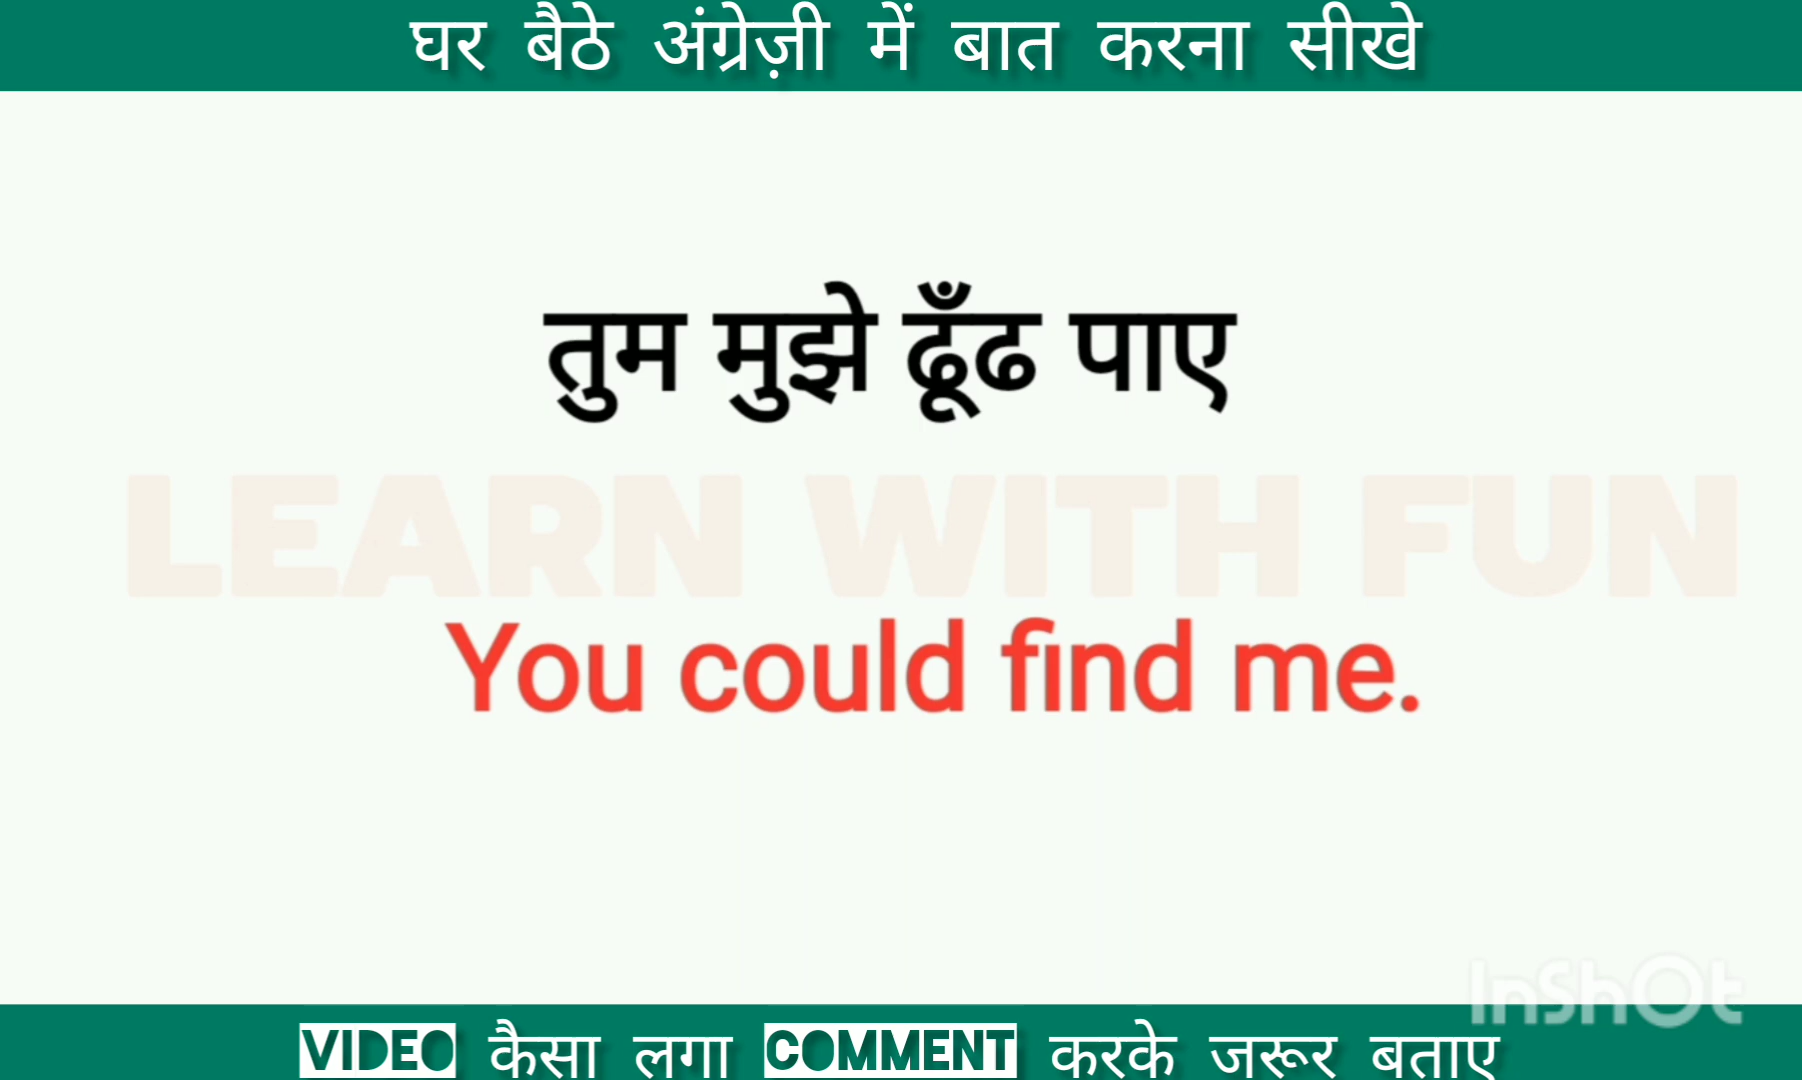 घर बैठे अंग्रेज़ी में बात करना सीखे
तुम मुझे ढूँढ पाए
LEARN WITH FUN
You could find me.
InShOt
VIDEO कैसा लगा COMMENT करके जरूर बताए